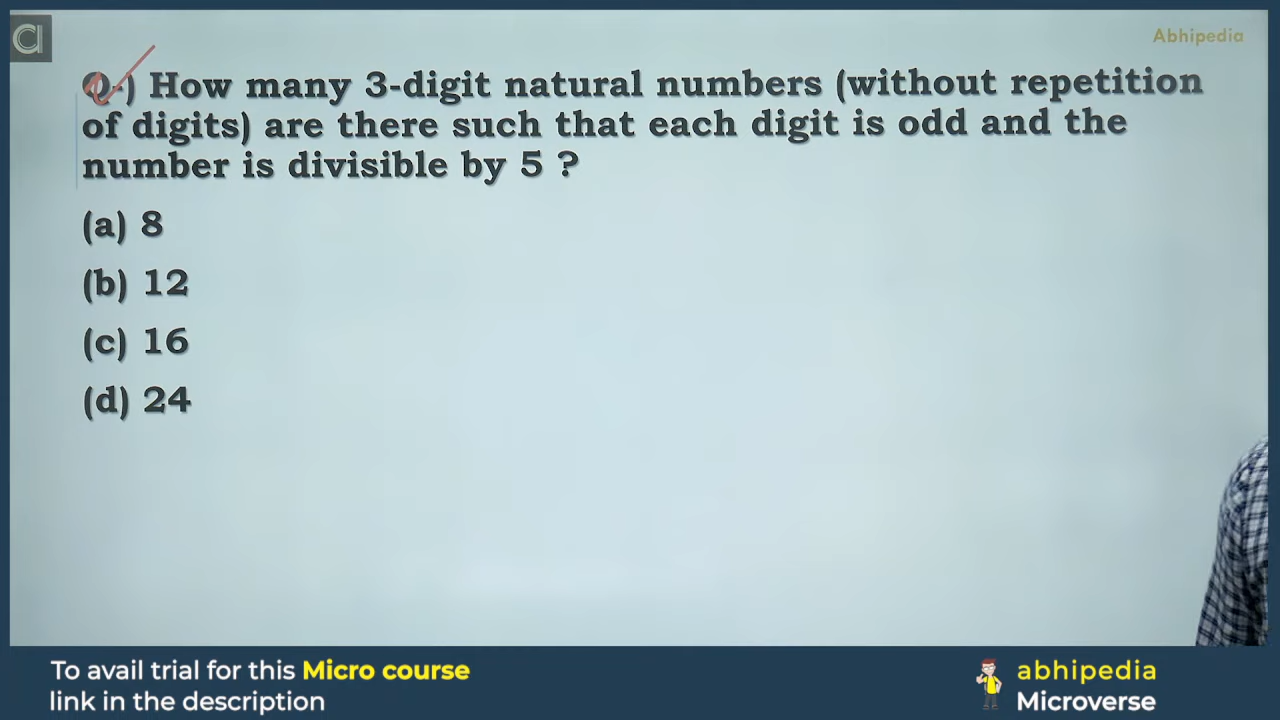 Abhipedia
Q.) How many 3-digit natural numbers (without repetition
of digits) are there such that each digit is odd and the
number is divisible by 5 ?
(a) 8
(b) 12
(c) 16
(d) 24
To avail trial for this Micro course
link in the description
abhipedia
Microverse